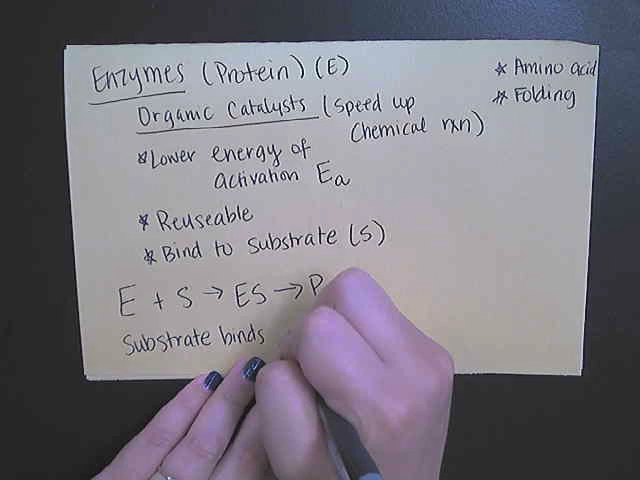 Enzymes (Protein) (E)
Organic Catalysts (speed up
Chemical rxn)
*Lower energy of
activation Ea
* Reuseable
* Bind to substrate (S)
E + S → ES → P
Substrate binds
* Amino acid
* Folding